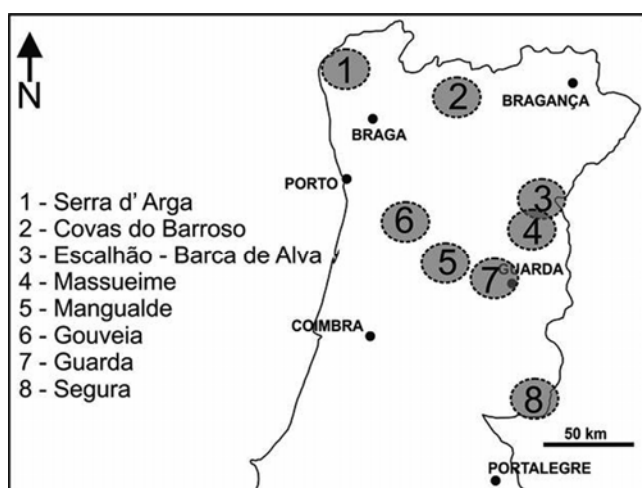 1
2
BRAGANÇA
BRAGA
N
PORTO
3
4
6
5
7
GUARDA
COIMBRA
8
50 km
PORTALEGRE
1 - Serra d' Arga
2 - Covas do Barroso
3 - Escalhão - Barca de Alva
4 - Massueime
5 - Mangualde
6 - Gouveia
7 - Guarda
8 - Segura